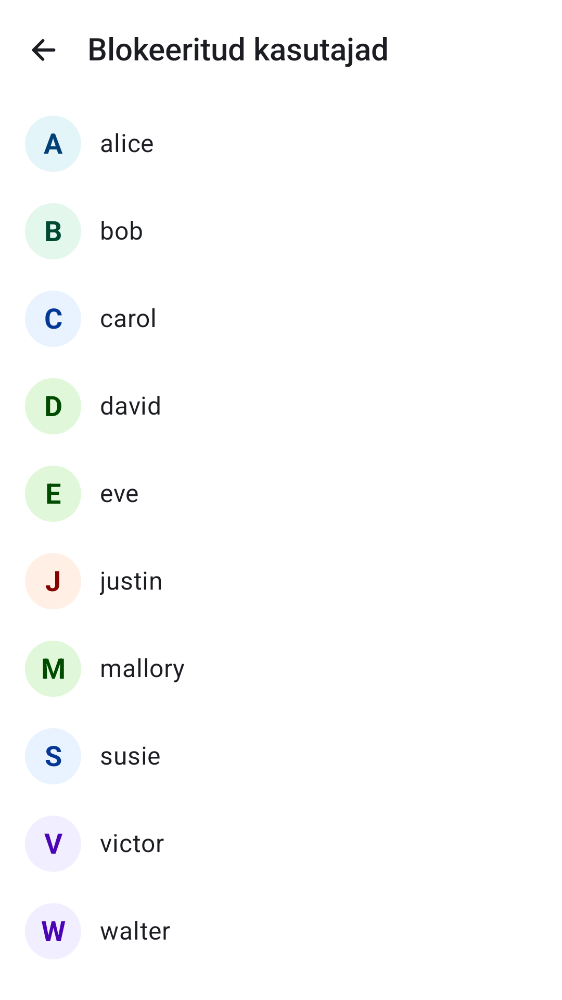 Blokeeritud kasutajad
A alice
B bob
C carol
D david
E eve
J justin
M mallory
S susie
V victor
W walter